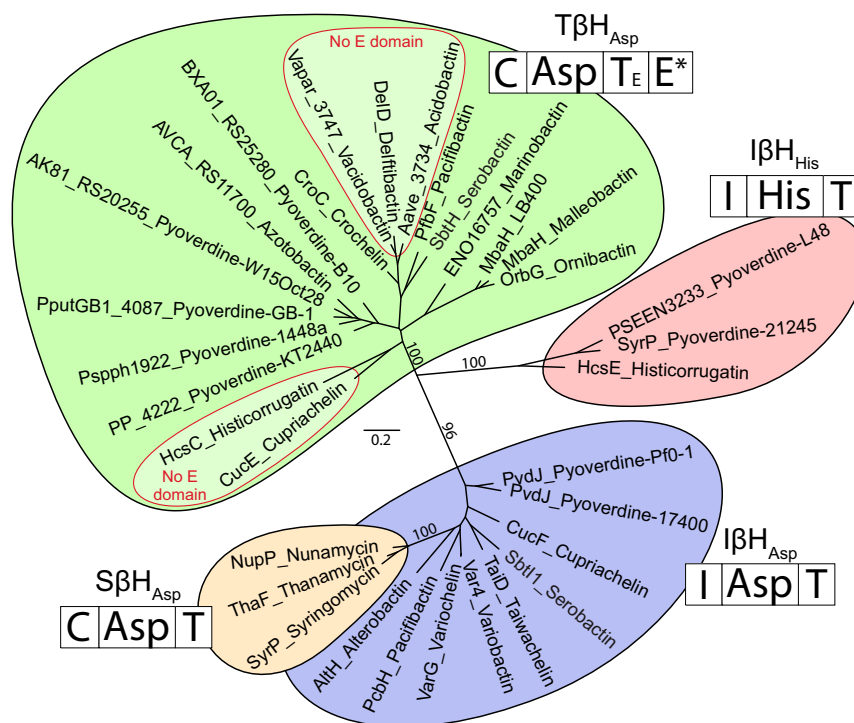 TβH_Asp
C Asp T_E E*
No E domain
Vapar_3747_Vacidobactin
DelD_Delftibactin
Aave_3734_Acidobactin
BXA01_RS25280_Pyoverdine-B10
AVCA_RS11700_Azotobactin
AK81_RS20255_Pyoverdine-W15Oct28
CroC_Crochelin
PfbF_Pacifibactin
SbtH_Serobactin
ENO16757_Marinobactin
MbaH_LB400
MbaH_Malleobactin
OrbG_Ornibactin
PputGB1_4087_Pyoverdine-GB-1
Pspph1922_Pyoverdine-1448a
PP_4222_Pyoverdine-KT2440
HcsC_Histicorrugatin
CucE_Cupriachelin
No E
domain
IβH_His
I His T
PSEEN3233_Pyoverdine-L48
SyrP_Pyoverdine-21245
HcsE_Histicorrugatin
100
100
96
0.2
PvdJ_Pyoverdine-Pf0-1
PvdJ_Pyoverdine-17400
CucF_Cupriachelin
SbtI1_Serobactin
TaiD_Taiwachelin
Var4_Variobactin
VarG_Variochelin
PcbH_Pacifibactin
AltH_Alterobactin
IβH_Asp
I Asp T
100
NupP_Nunamycin
ThaF_Thanamycin
SyrP_Syringomycin
SβH_Asp
C Asp T